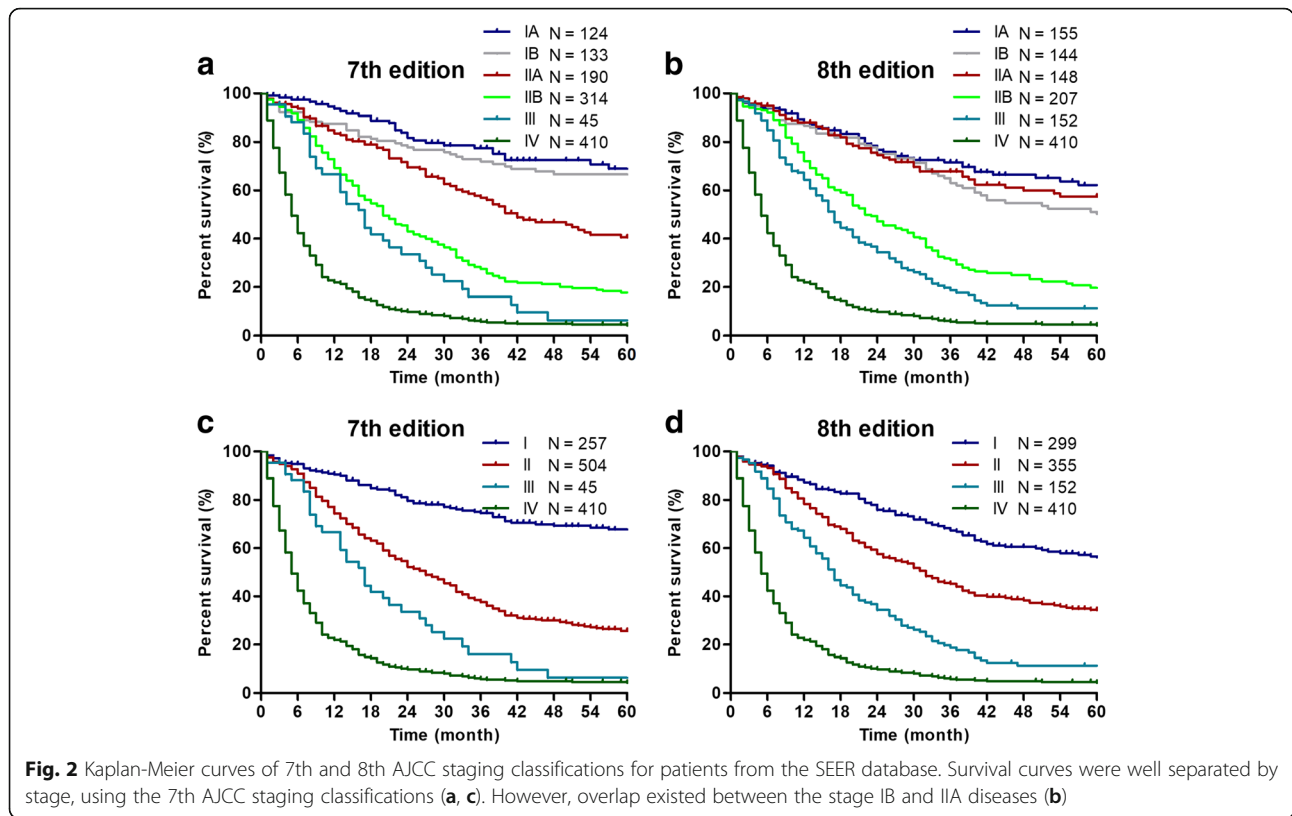 a
7th edition
IA N = 124
IB N = 133
IIA N = 190
IIB N = 314
III N = 45
IV N = 410
Percent survival (%)
100
80
60
40
20
0
0 6 12 18 24 30 36 42 48 54 60
Time (month)
b
8th edition
IA N = 155
IB N = 144
IIA N = 148
IIB N = 207
III N = 152
IV N = 410
Percent survival (%)
100
80
60
40
20
0
0 6 12 18 24 30 36 42 48 54 60
Time (month)
c
7th edition
I N = 257
II N = 504
III N = 45
IV N = 410
Percent survival (%)
100
80
60
40
20
0
0 6 12 18 24 30 36 42 48 54 60
Time (month)
d
8th edition
I N = 299
II N = 355
III N = 152
IV N = 410
Percent survival (%)
100
80
60
40
20
0
0 6 12 18 24 30 36 42 48 54 60
Time (month)
Fig. 2 Kaplan-Meier curves of 7th and 8th AJCC staging classifications for patients from the SEER database. Survival curves were well separated by
stage, using the 7th AJCC staging classifications (a, c). However, overlap existed between the stage IB and IIA diseases (b)